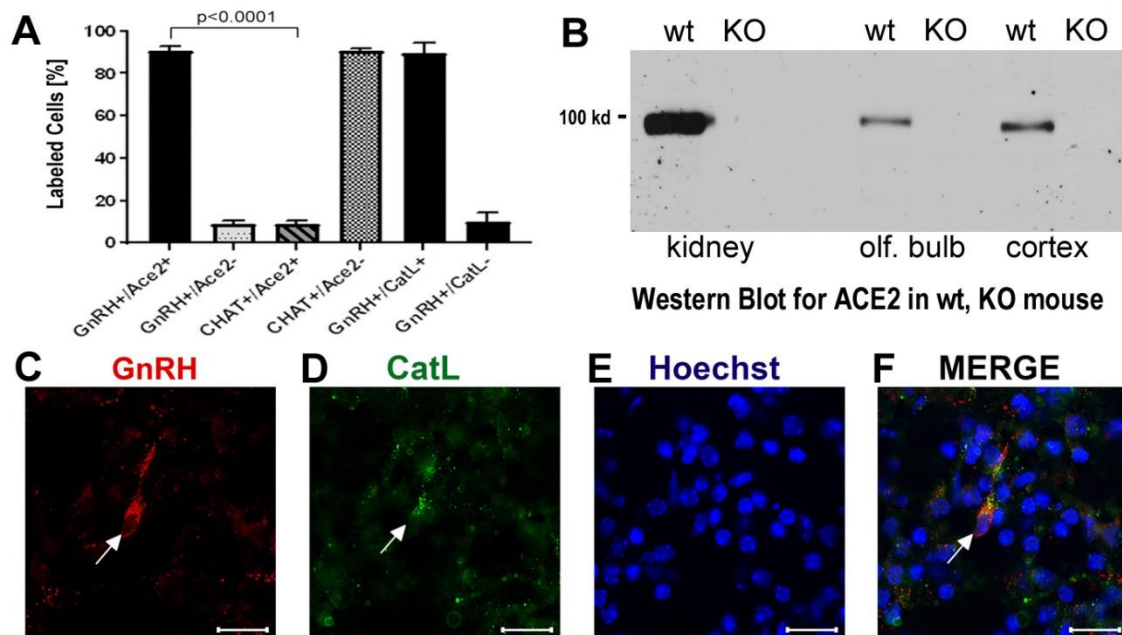 A
p<0.0001
Labeled Cells [%]
100
80
60
40
20
0
GnRH+/Ace2+
GnRH+/Ace2-
CHAT+/Ace2+
CHAT+/Ace2-
GnRH+/CatL+
GnRH+/CatL-
B
wt KO wt KO wt KO
100 kd
kidney olf. bulb cortex
Western Blot for ACE2 in wt, KO mouse
C GnRH
D CatL
E Hoechst
F MERGE